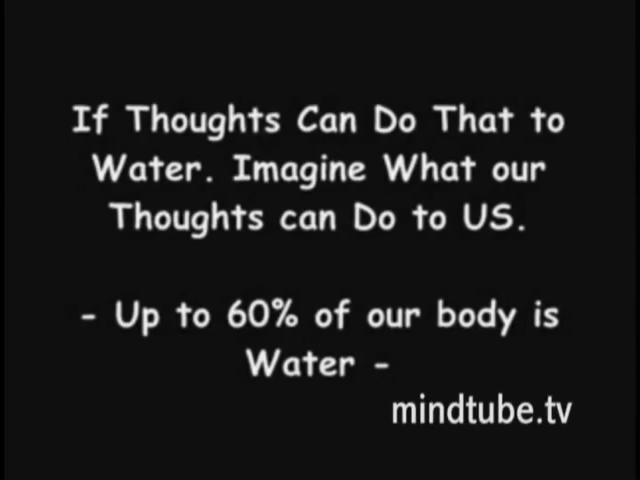 If Thoughts Can Do That to
Water. Imagine What our
Thoughts can Do to US.
- Up to 60% of our body is
Water -
mindtube.tv